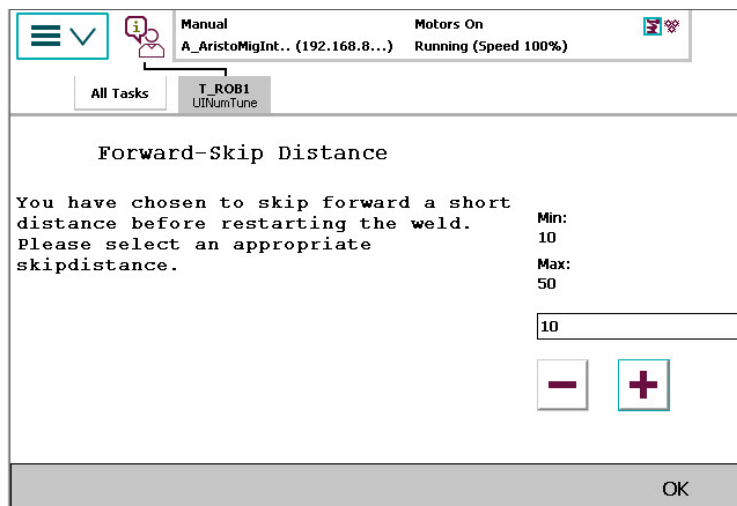 Manual
Motors On
A_AristoMigInt.. (192.168.8...)
Running (Speed 100%)
All Tasks
T_ROB1
UINumTune
Forward-Skip Distance
You have chosen to skip forward a short
distance before restarting the weld.
Please select an appropriate
skipdistance.
Min:
10
Max:
50
10
OK